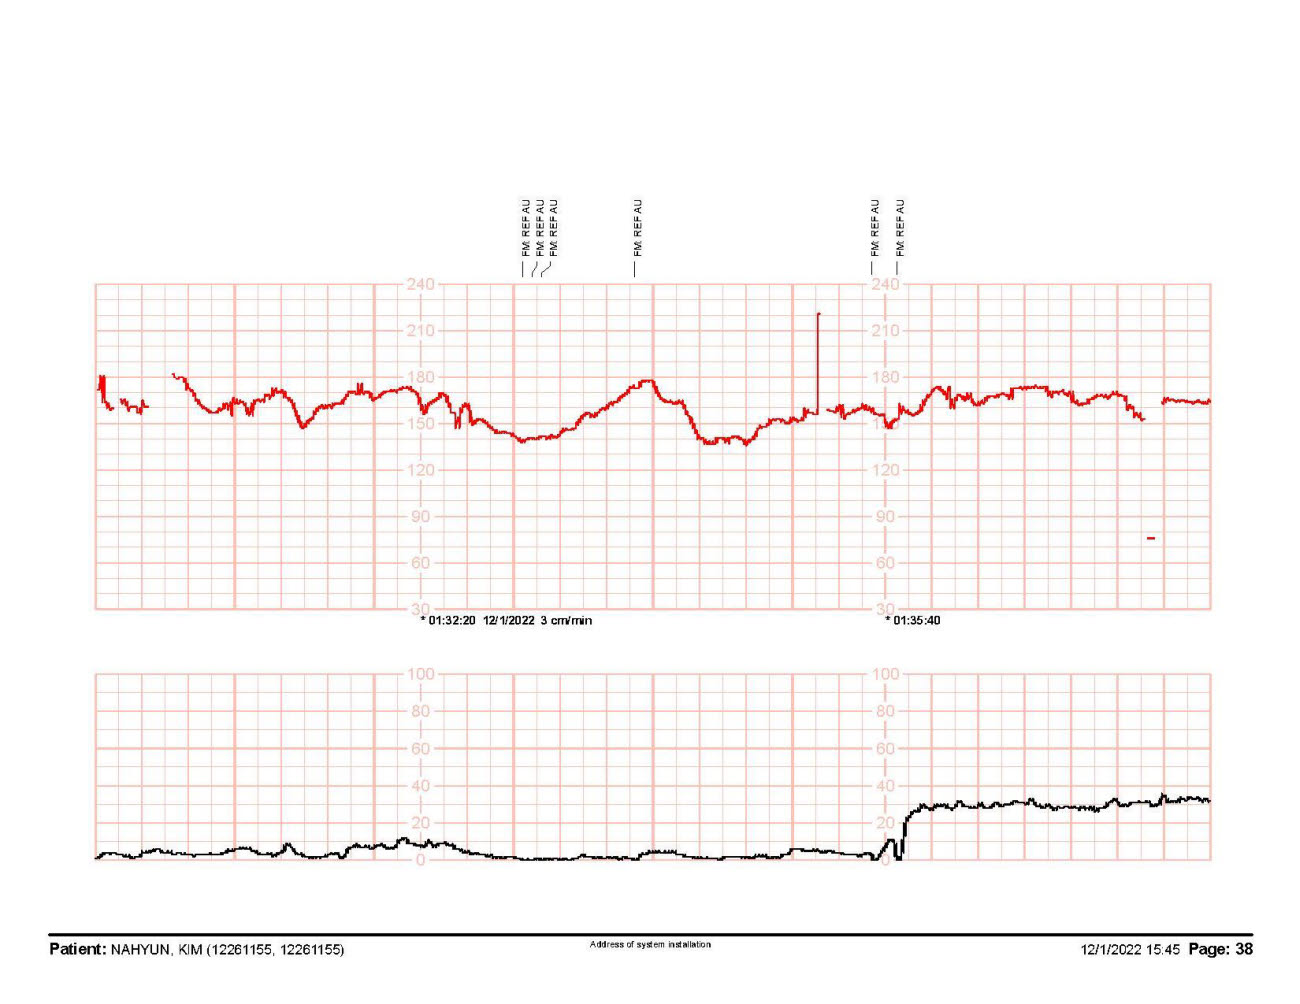 FM: REF AU
FM: REF AU
FM: REF AU
FM: REF AU
FM: REF AU
FM: REF AU
240 240
210 210
180 180
150 150
120 120
90 90
60 60
30 30
* 01:32:20 12/1/2022 3 cm/min * 01:35:40
100 100
80 80
60 60
40 40
20 20
0 0
Patient: NAHYUN, KIM (12261155, 12261155) Address of system installation 12/1/2022 15:45 Page: 38